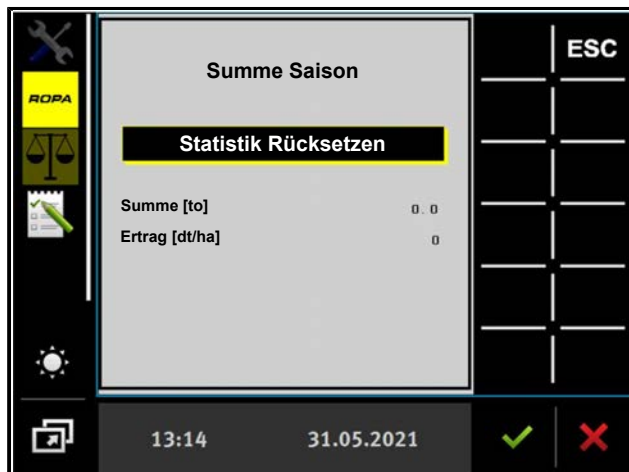 Summe Saison
ESC
ROPA
Statistik Rücksetzen
Summe [to] 0.0
Ertrag [dt/ha] 0
13:14 31.05.2021